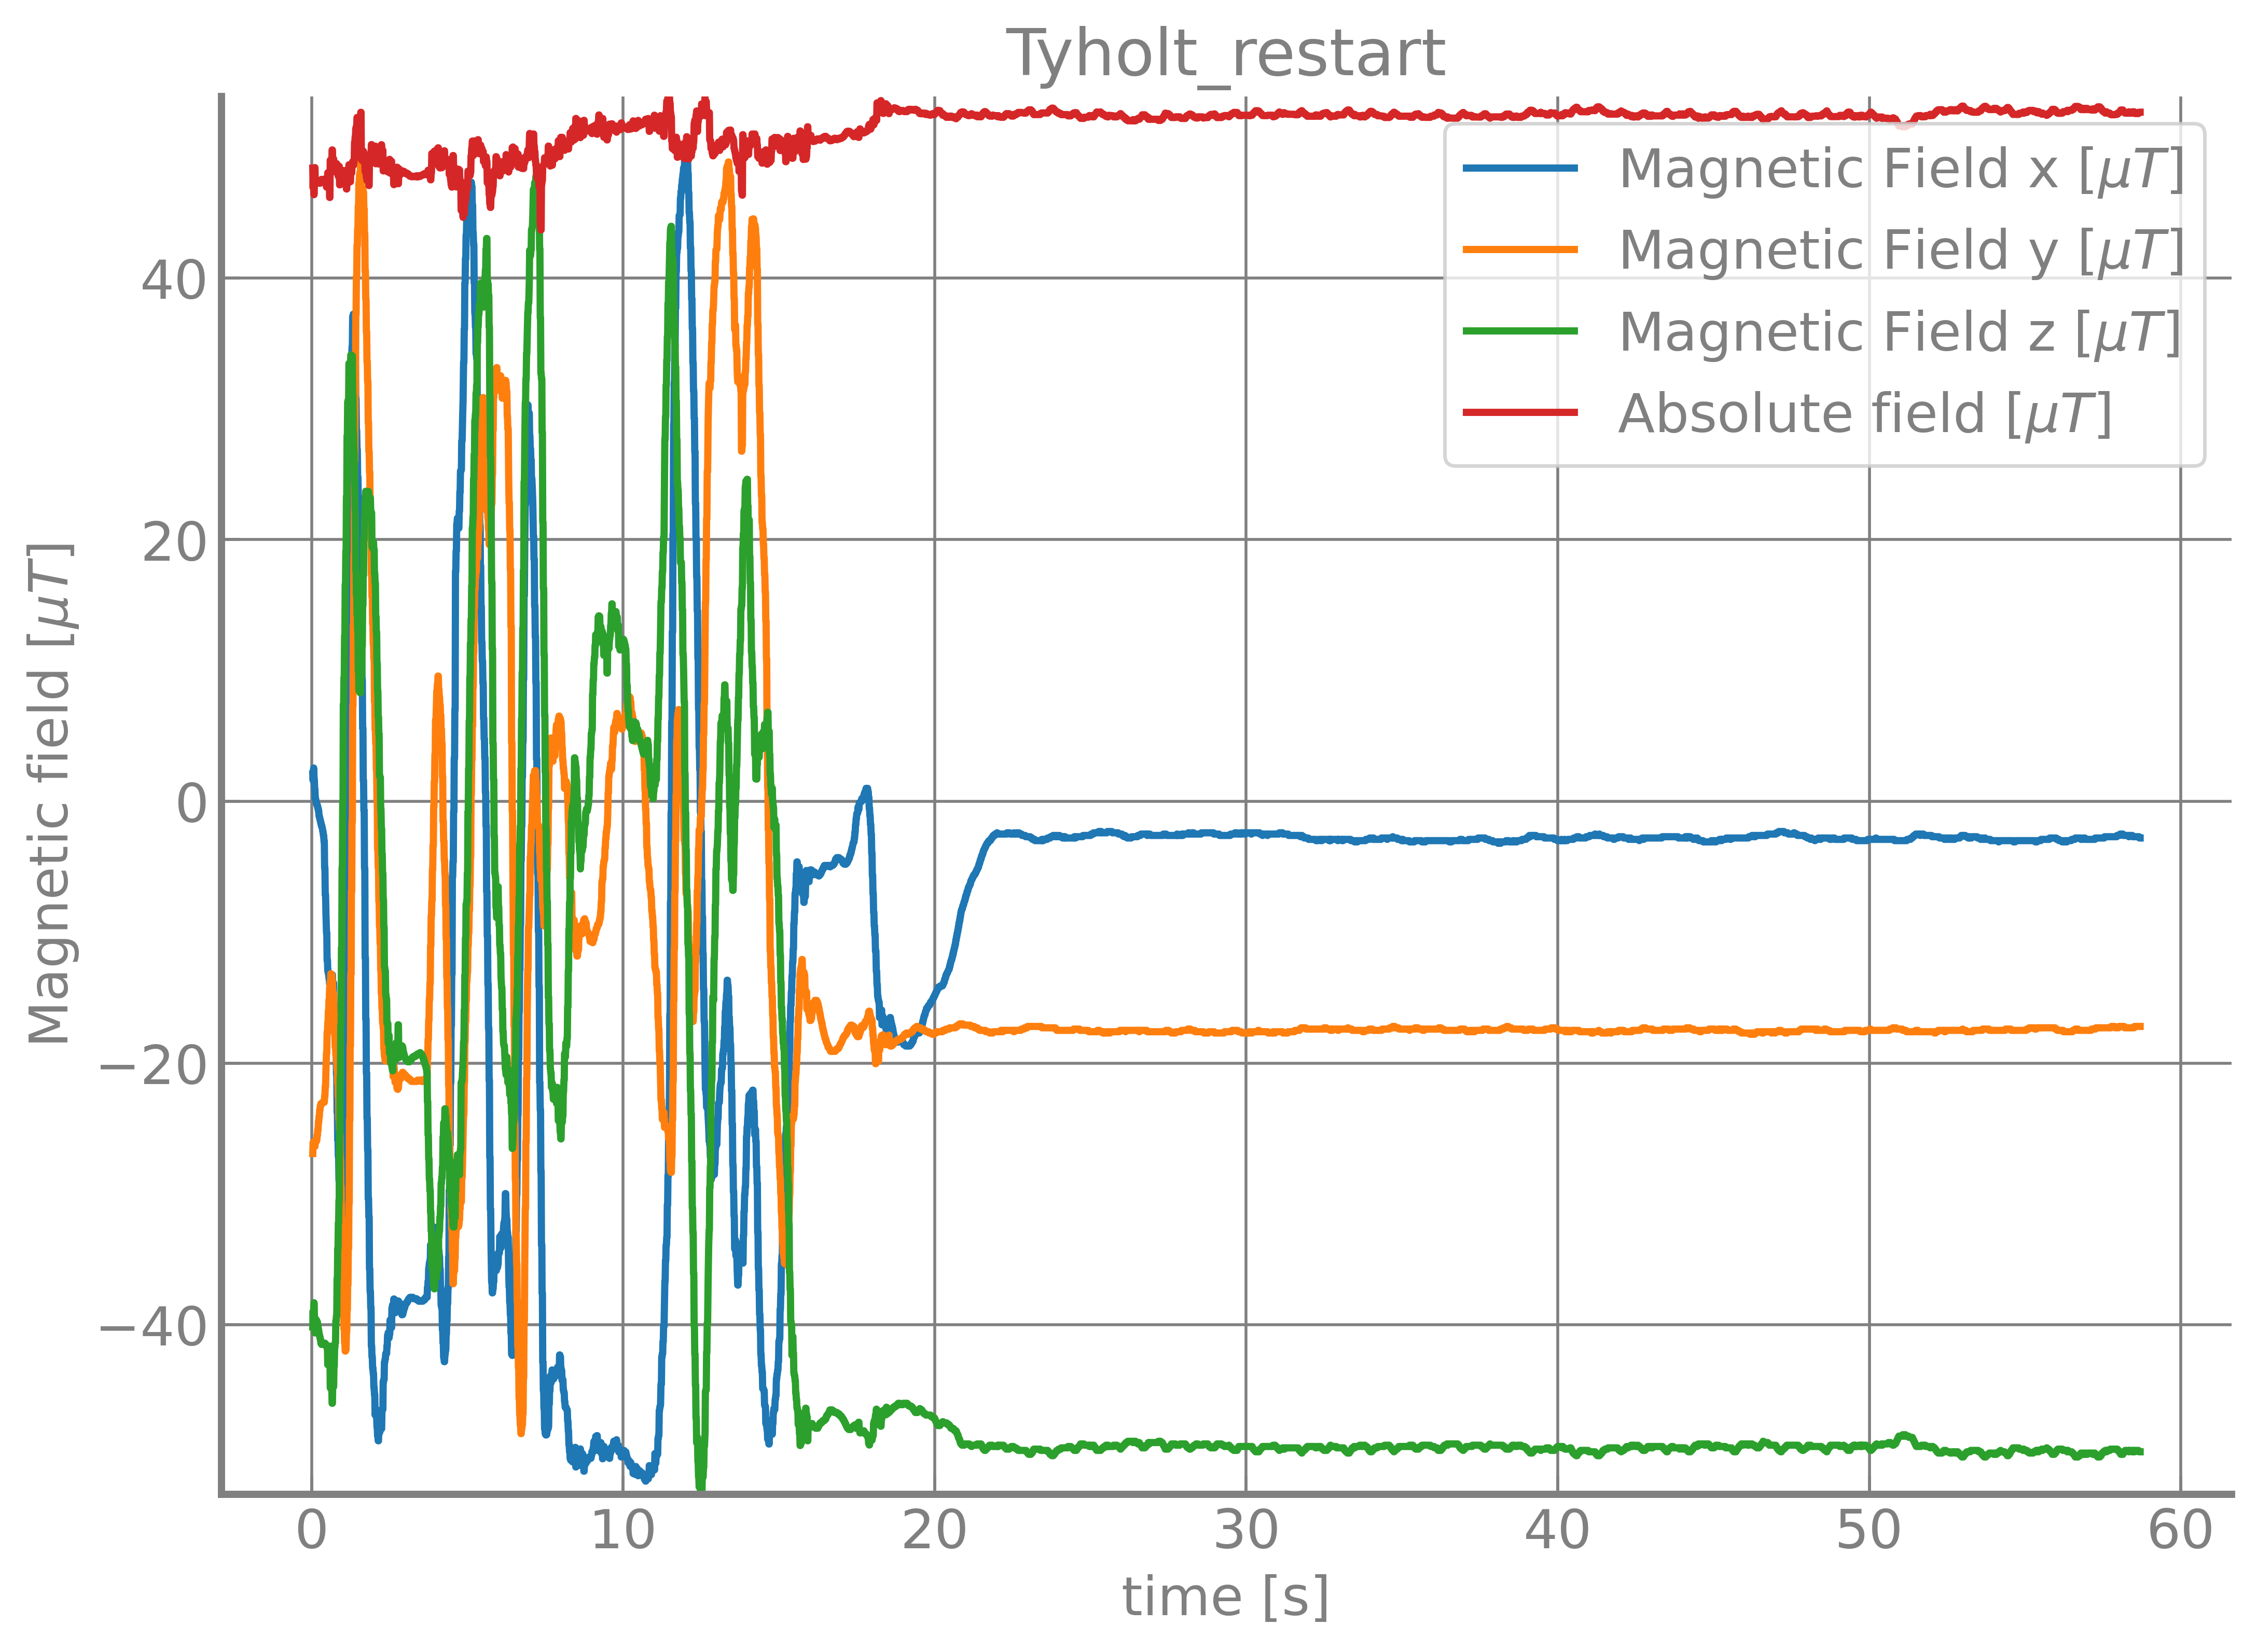 Tyholt_restart
Magnetic field [μT]
40
20
0
−20
−40
Magnetic Field x [μT]
Magnetic Field y [μT]
Magnetic Field z [μT]
Absolute field [μT]
0 10 20 30 40 50 60
time [s]